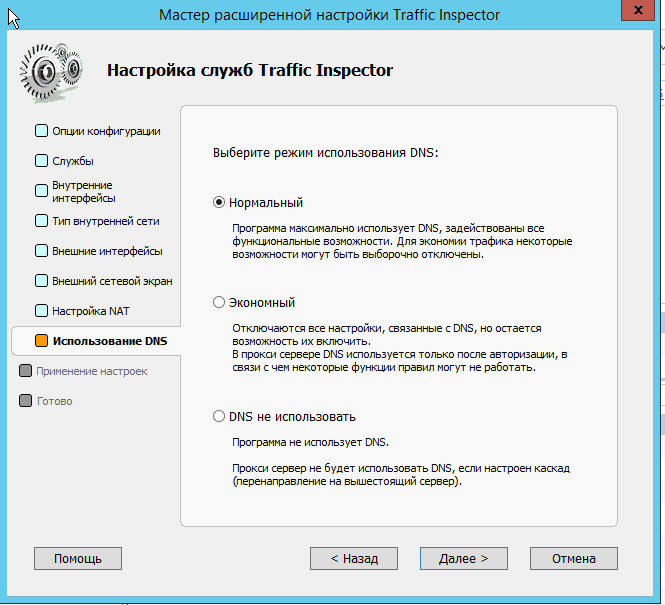 Мастер расширенной настройки Traffic Inspector
x
Настройка служб Traffic Inspector
Опции конфигурации
Службы
Внутренние
интерфейсы
Тип внутренней сети
Внешние интерфейсы
Внешний сетевой экран
Настройка NAT
Использование DNS
Применение настроек
Готово
Выберите режим использования DNS:
Нормальный
Программа максимально использует DNS, задействованы все
функциональные возможности. Для экономии трафика некоторые
возможности могут быть выборочно отключены.
Экономный
Отключаются все настройки, связанные с DNS, но остается
возможность их включить.
В прокси сервере DNS используется только после авторизации, в
связи с чем некоторые функции правил могут не работать.
DNS не использовать
Программа не использует DNS.
Прокси сервер не будет использовать DNS, если настроен каскад
(перенаправление на вышестоящий сервер).
Помощь
< Назад
Далее >
Отмена